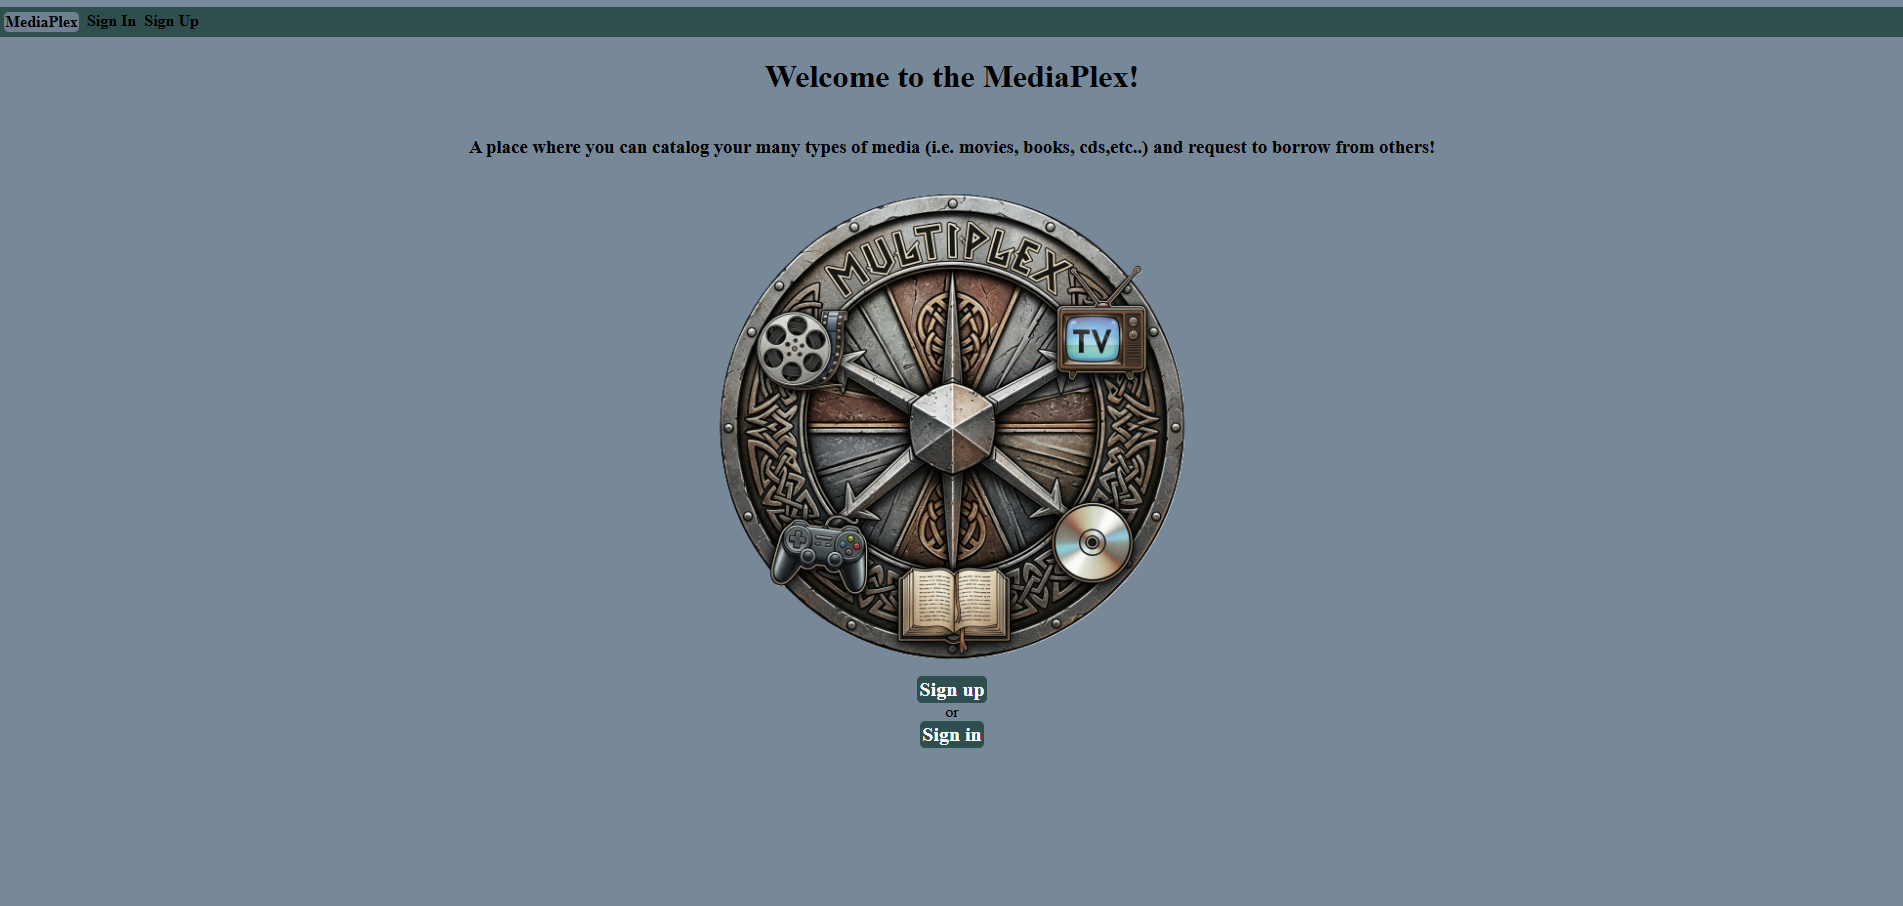 MediaPlex Sign In Sign Up
Welcome to the MediaPlex!
A place where you can catalog your many types of media (i.e. movies, books, cds,etc..) and request to borrow from others!
MULTIPLEX
TV
Sign up
or
Sign in